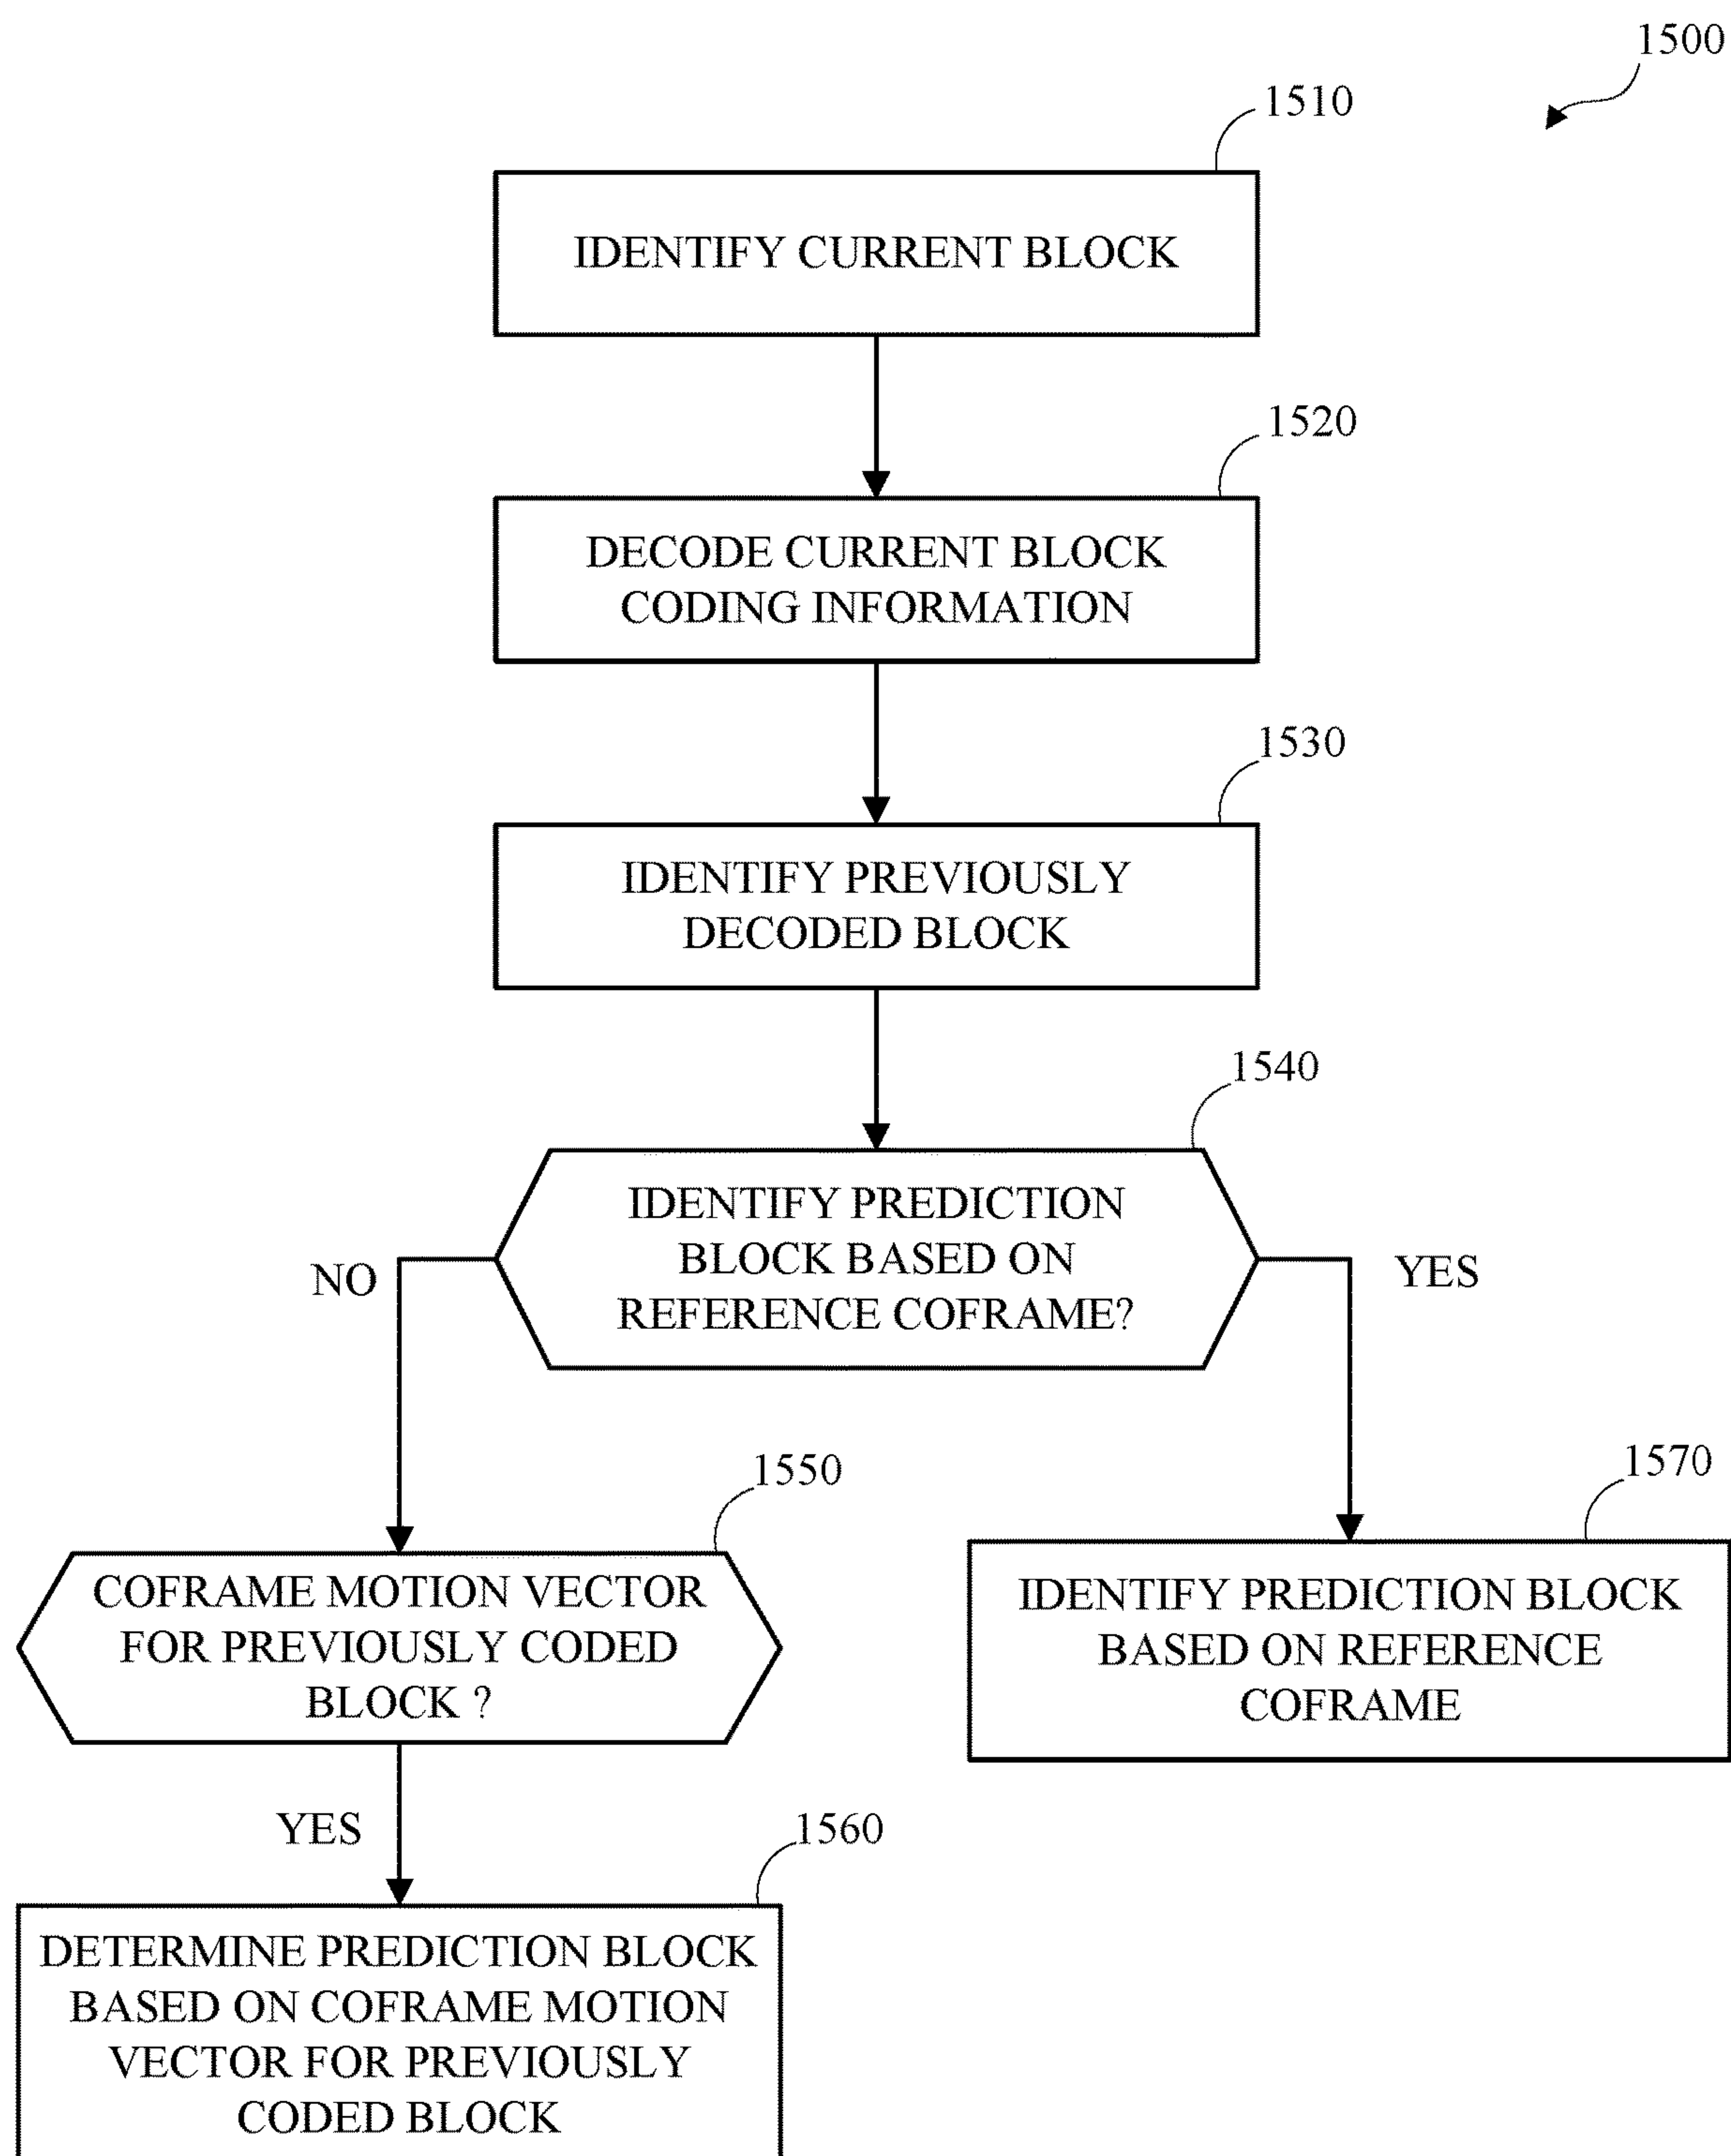 1500
1510
IDENTIFY CURRENT BLOCK
1520
DECODE CURRENT BLOCK
CODING INFORMATION
1530
IDENTIFY PREVIOUSLY
DECODED BLOCK
1540
IDENTIFY PREDICTION
BLOCK BASED ON
REFERENCE COFRAME?
NO
YES
1550
COFRAME MOTION VECTOR
FOR PREVIOUSLY CODED
BLOCK ?
1570
IDENTIFY PREDICTION BLOCK
BASED ON REFERENCE
COFRAME
YES
1560
DETERMINE PREDICTION BLOCK
BASED ON COFRAME MOTION
VECTOR FOR PREVIOUSLY
CODED BLOCK